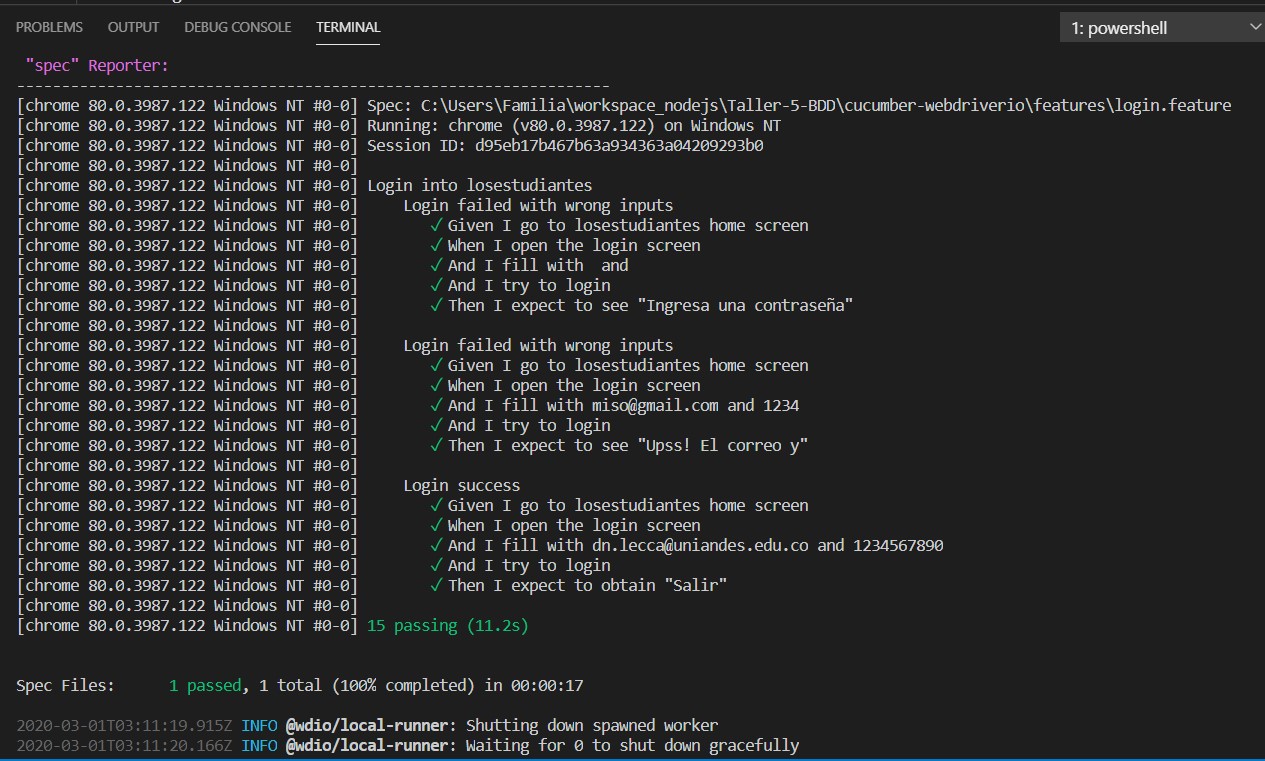 PROBLEMS OUTPUT DEBUG CONSOLE TERMINAL 1: powershell
"spec" Reporter:
------------------------------------------------------------------
[chrome 80.0.3987.122 Windows NT #0-0] Spec: C:\Users\Familia\workspace_nodejs\Taller-5-BDD\cucumber-webdriverio\features\login.feature
[chrome 80.0.3987.122 Windows NT #0-0] Running: chrome (v80.0.3987.122) on Windows NT
[chrome 80.0.3987.122 Windows NT #0-0] Session ID: d95eb17b467b63a934363a04209293b0
[chrome 80.0.3987.122 Windows NT #0-0]
[chrome 80.0.3987.122 Windows NT #0-0] Login into losestudiantes
[chrome 80.0.3987.122 Windows NT #0-0] Login failed with wrong inputs
[chrome 80.0.3987.122 Windows NT #0-0] ✓ Given I go to losestudiantes home screen
[chrome 80.0.3987.122 Windows NT #0-0] ✓ When I open the login screen
[chrome 80.0.3987.122 Windows NT #0-0] ✓ And I fill with  and
[chrome 80.0.3987.122 Windows NT #0-0] ✓ And I try to login
[chrome 80.0.3987.122 Windows NT #0-0] ✓ Then I expect to see "Ingresa una contraseña"
[chrome 80.0.3987.122 Windows NT #0-0]
[chrome 80.0.3987.122 Windows NT #0-0] Login failed with wrong inputs
[chrome 80.0.3987.122 Windows NT #0-0] ✓ Given I go to losestudiantes home screen
[chrome 80.0.3987.122 Windows NT #0-0] ✓ When I open the login screen
[chrome 80.0.3987.122 Windows NT #0-0] ✓ And I fill with miso@gmail.com and 1234
[chrome 80.0.3987.122 Windows NT #0-0] ✓ And I try to login
[chrome 80.0.3987.122 Windows NT #0-0] ✓ Then I expect to see "Upss! El correo y"
[chrome 80.0.3987.122 Windows NT #0-0]
[chrome 80.0.3987.122 Windows NT #0-0] Login success
[chrome 80.0.3987.122 Windows NT #0-0] ✓ Given I go to losestudiantes home screen
[chrome 80.0.3987.122 Windows NT #0-0] ✓ When I open the login screen
[chrome 80.0.3987.122 Windows NT #0-0] ✓ And I fill with dn.lecca@uniandes.edu.co and 1234567890
[chrome 80.0.3987.122 Windows NT #0-0] ✓ And I try to login
[chrome 80.0.3987.122 Windows NT #0-0] ✓ Then I expect to obtain "Salir"
[chrome 80.0.3987.122 Windows NT #0-0]
[chrome 80.0.3987.122 Windows NT #0-0] 15 passing (11.2s)
Spec Files: 1 passed, 1 total (100% completed) in 00:00:17
2020-03-01T03:11:19.915Z INFO @wdio/local-runner: Shutting down spawned worker
2020-03-01T03:11:20.166Z INFO @wdio/local-runner: Waiting for 0 to shut down gracefully